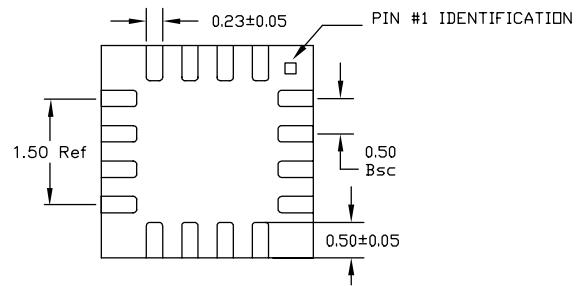 0.23±0.05
PIN #1 IDENTIFICATION
1.50 Ref
0.50
Bsc
0.50±0.05